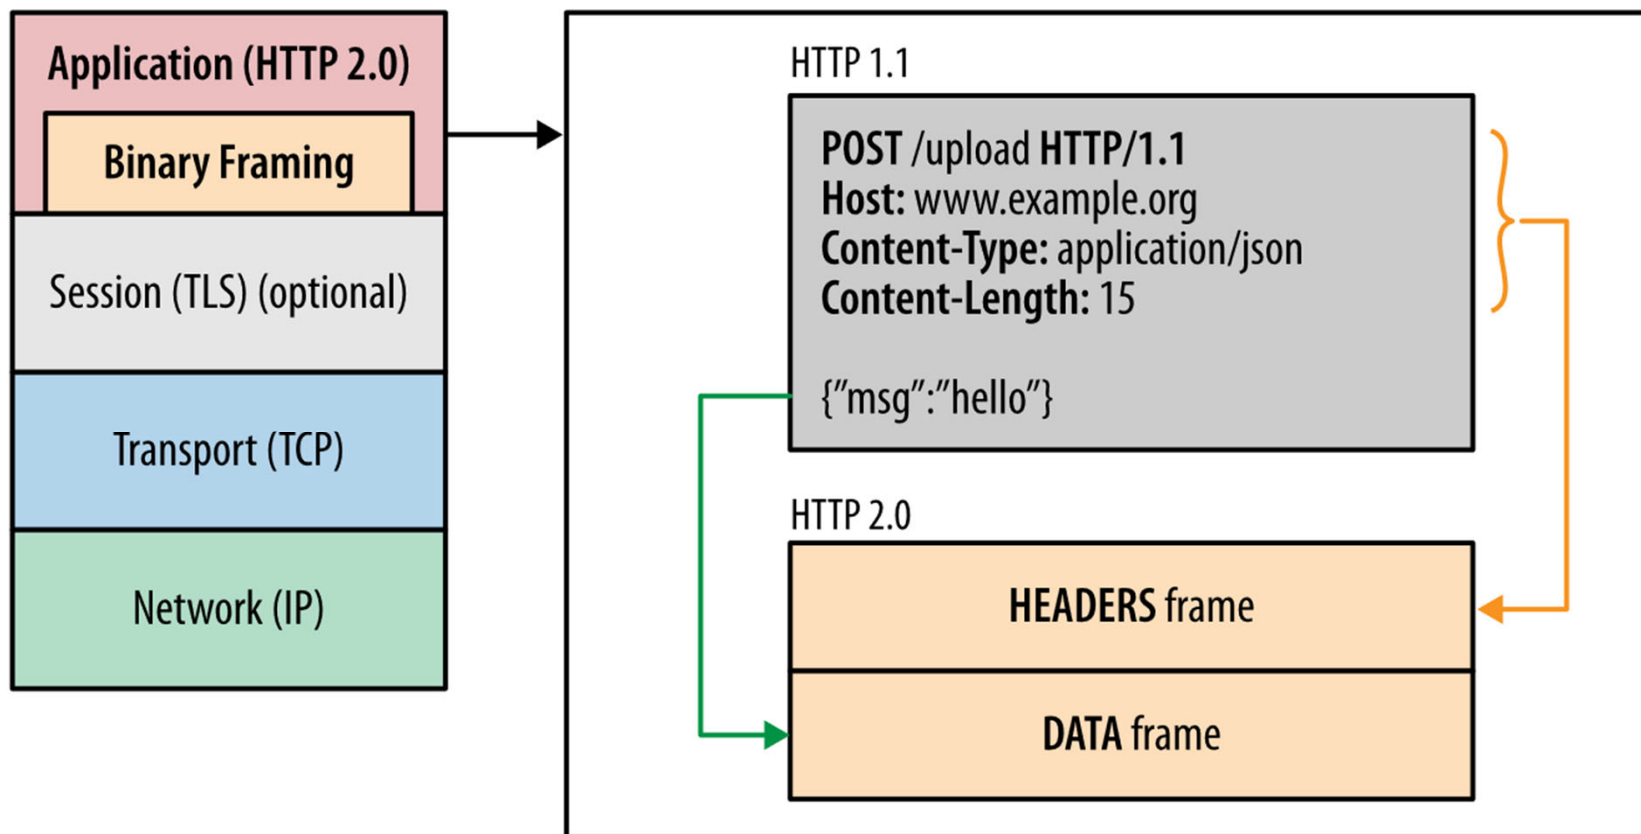 Application (HTTP 2.0)
Binary Framing
Session (TLS) (optional)
Transport (TCP)
Network (IP)
HTTP 1.1
POST /upload HTTP/1.1
Host: www.example.org
Content-Type: application/json
Content-Length: 15
{”msg”:”hello”}
HTTP 2.0
HEADERS frame
DATA frame